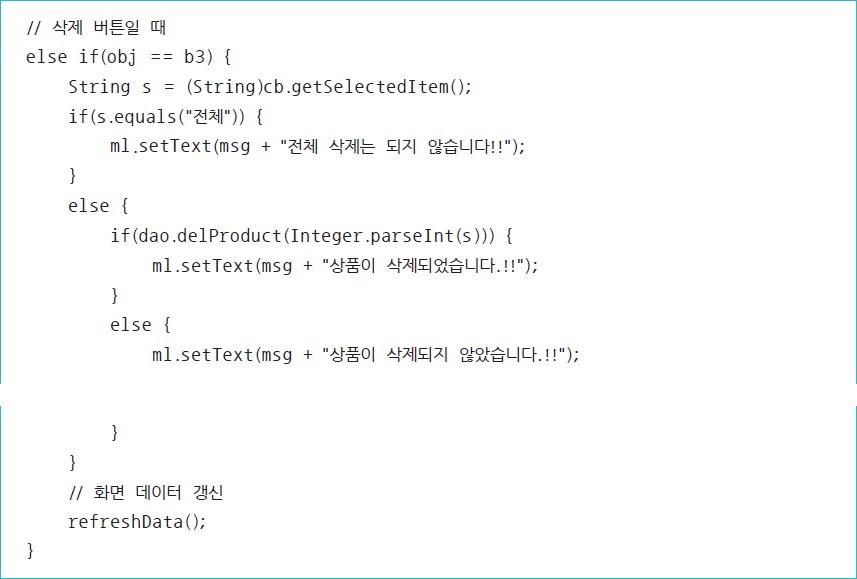 // 삭제 버튼일 때
else if(obj == b3) {
    String s = (String)cb.getSelectedItem();
    if(s.equals("전체")) {
        ml.setText(msg + "전체 삭제는 되지 않습니다!!");
    }
    else {
        if(dao.delProduct(Integer.parseInt(s))) {
            ml.setText(msg + "상품이 삭제되었습니다.!!");
        }
        else {
            ml.setText(msg + "상품이 삭제되지 않았습니다.!!");
        }
    }
    // 화면 데이터 갱신
    refreshData();
}